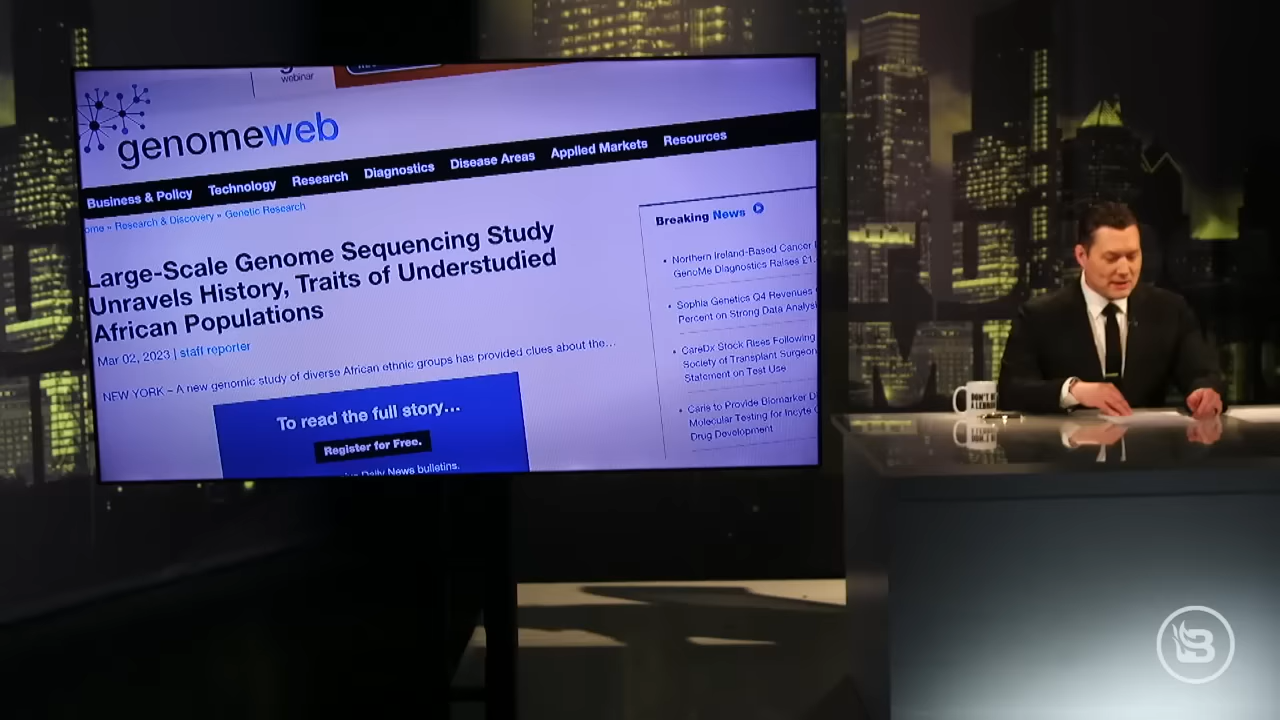 webinar
genomeweb
Business & Policy Technology Research Diagnostics Disease Areas Applied Markets Resources
ome » Research & Discovery » Genetic Research
Large-Scale Genome Sequencing Study
Unravels History, Traits of Understudied
African Populations
Mar 02, 2023 | staff reporter
NEW YORK – A new genomic study of diverse African ethnic groups has provided clues about the…
To read the full story…
Register for Free.
Daily News bulletins.
Breaking News
• Northern Ireland-Based Cancer
GenoMe Diagnostics Raises £1.
• Sophia Genetics Q4 Revenues
Percent on Strong Data Analys
• CareDx Stock Rises Following
Society of Transplant Surgeon
Statement on Test Use
• Caris to Provide Biomarker D
Molecular Testing for Incyte
Drug Development
DON'T
A
B